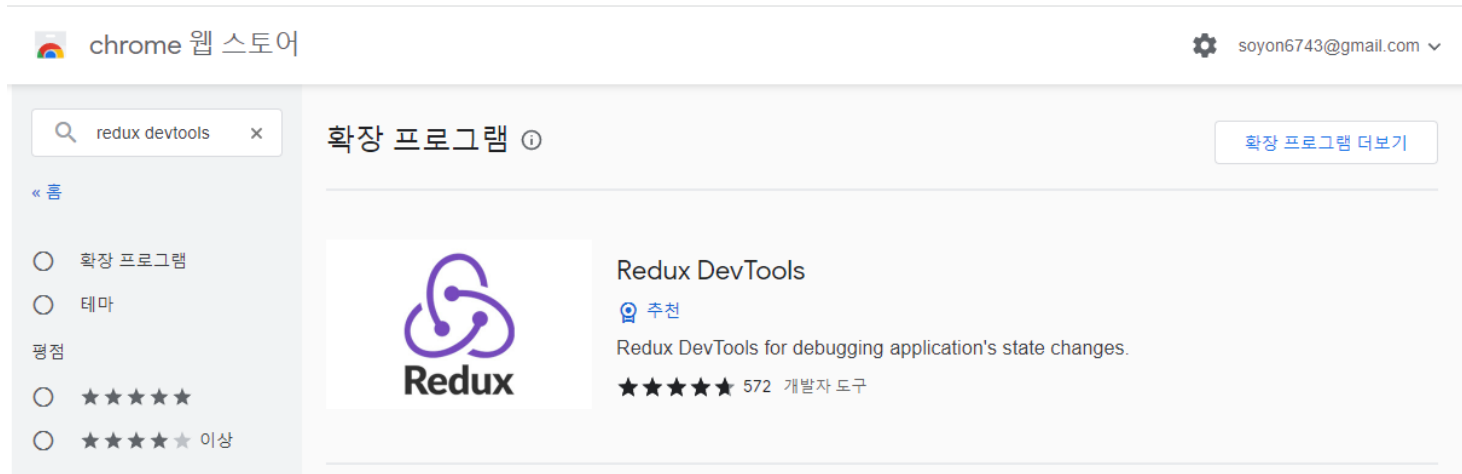 chrome 웹 스토어
soyon6743@gmail.com
redux devtools
« 홈
확장 프로그램
테마
평점
이상
확장 프로그램
확장 프로그램 더보기
Redux
Redux DevTools
추천
Redux DevTools for debugging application's state changes.
572 개발자 도구